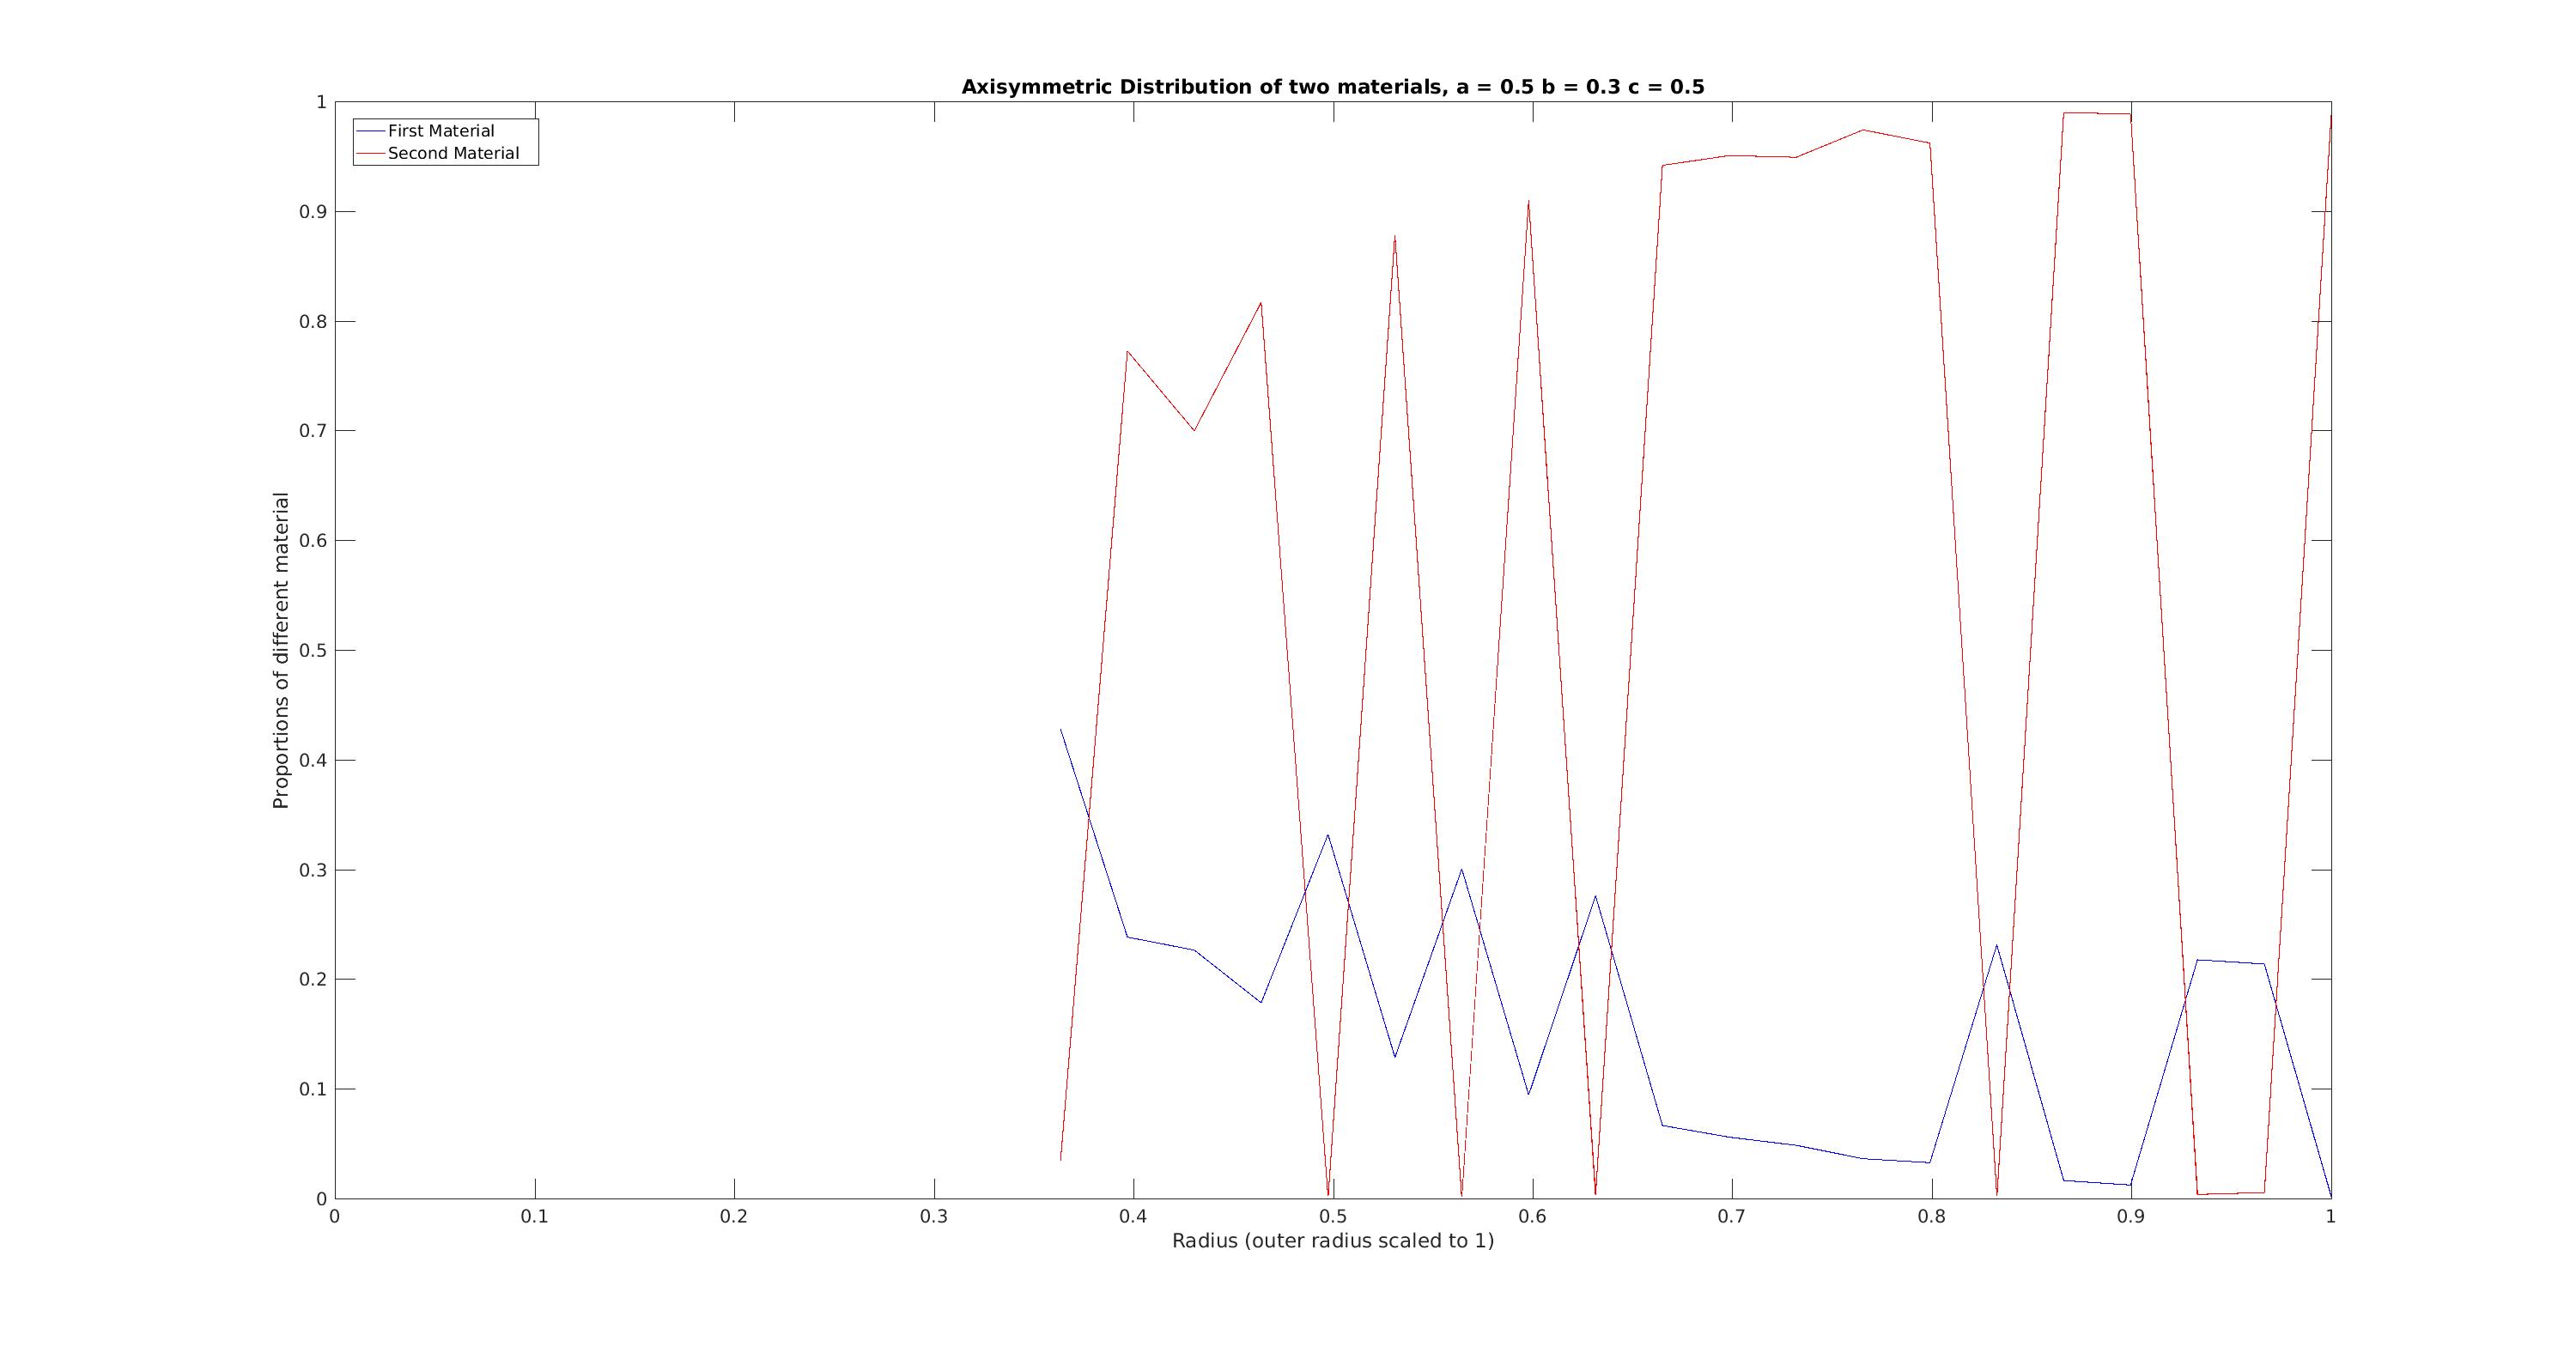 Axisymmetric Distribution of two materials, a = 0.5 b = 0.3 c = 0.5
First Material
Second Material
1
0.9
0.8
0.7
0.6
0.5
0.4
0.3
0.2
0.1
0
Proportions of different material
0 0.1 0.2 0.3 0.4 0.5 0.6 0.7 0.8 0.9 1
Radius (outer radius scaled to 1)